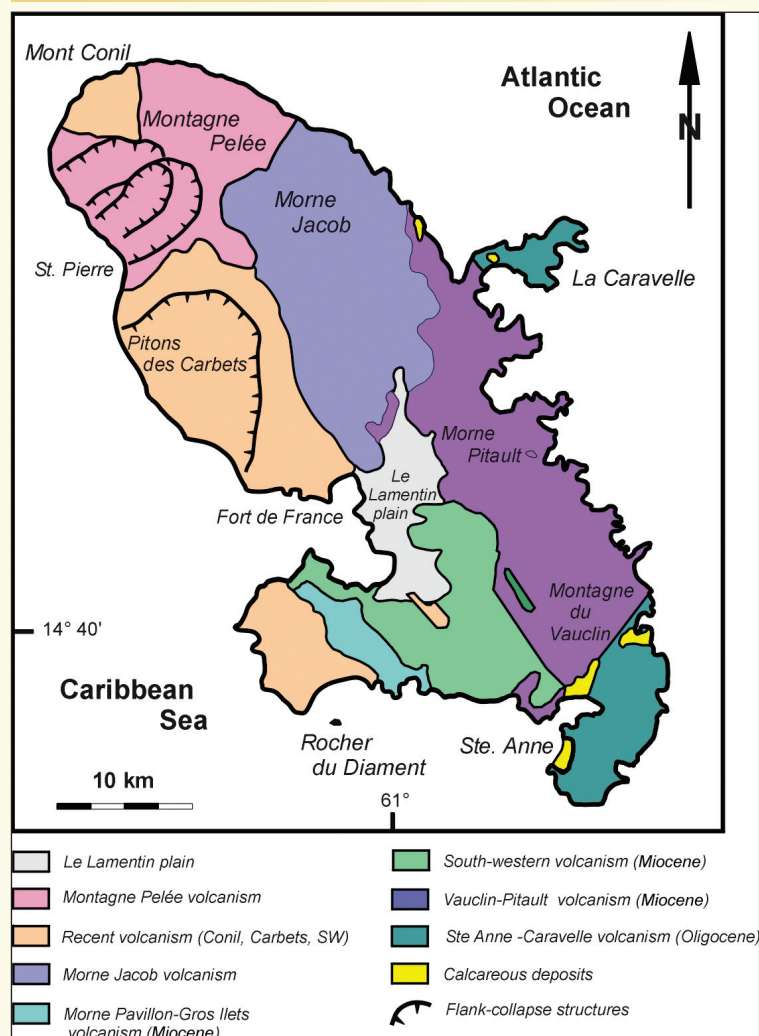 Mont Conil
Atlantic
Ocean
N
Montagne
Pelée
Morne
Jacob
St. Pierre
La Caravelle
Pitons
des Carbets
Morne
Pitault
Le
Lamentin
plain
Fort de France
Montagne
du
Vauclin
14° 40'
Caribbean
Sea
Rocher
du Diament
Ste. Anne
10 km
61°
Le Lamentin plain
Montagne Pelée volcanism
Recent volcanism (Conil, Carbets, SW)
Morne Jacob volcanism
Morne Pavillon-Gros Ilets
volcanism (Miocene)
South-western volcanism (Miocene)
Vauclin-Pitault volcanism (Miocene)
Ste Anne -Caravelle volcanism (Oligocene)
Calcareous deposits
Flank-collapse structures